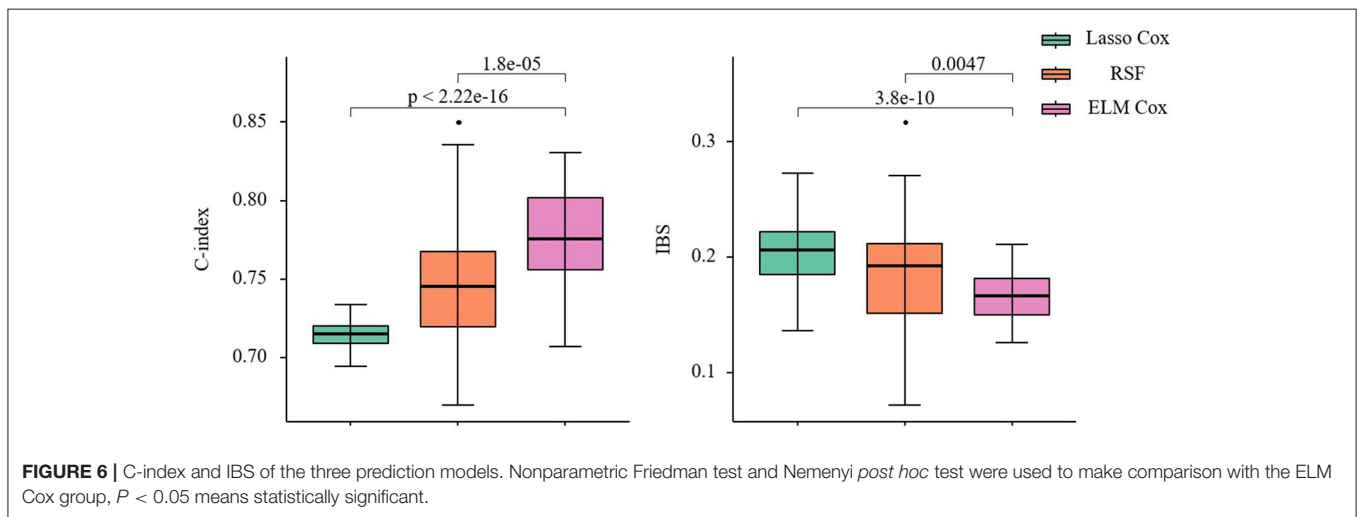 Lasso Cox
RSF
ELM Cox
1.8e-05
p < 2.22e-16
0.85
0.80
0.75
0.70
C-index
0.0047
3.8e-10
0.3
0.2
0.1
IBS
FIGURE 6 | C-index and IBS of the three prediction models. Nonparametric Friedman test and Nemenyi post hoc test were used to make comparison with the ELM
Cox group, P < 0.05 means statistically significant.